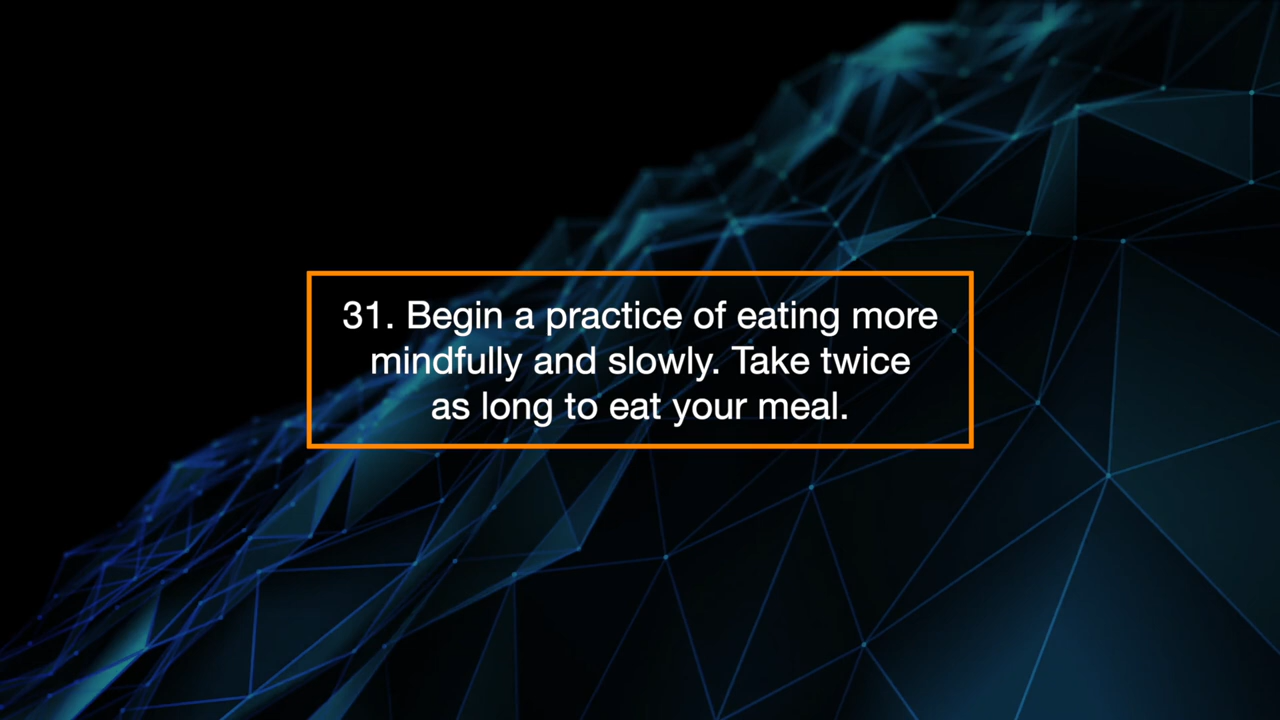 31. Begin a practice of eating more
mindfully and slowly. Take twice
as long to eat your meal.